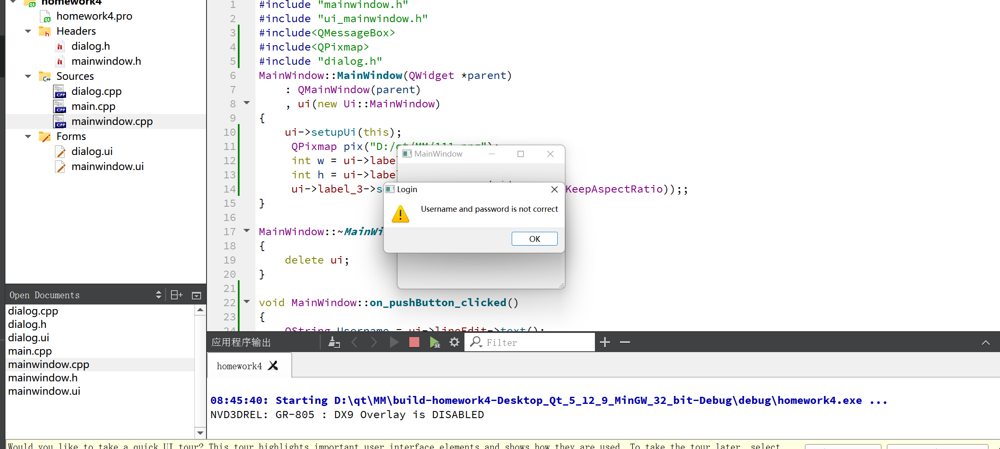 homework4
homework4.pro
Headers
dialog.h
mainwindow.h
Sources
dialog.cpp
main.cpp
mainwindow.cpp
Forms
dialog.ui
mainwindow.ui
Open Documents
dialog.cpp
dialog.h
dialog.ui
main.cpp
mainwindow.cpp
mainwindow.h
mainwindow.ui
1 #include "mainwindow.h"
2 #include "ui_mainwindow.h"
3 #include<QMessageBox>
4 #include<QPixmap>
5 #include "dialog.h"
6 MainWindow::MainWindow(QWidget *parent)
7 : QMainWindow(parent)
8 , ui(new Ui::MainWindow)
9 {
10 ui->setupUi(this);
11 QPixmap pix("D:/qt/MM/111.png");
12 int w = ui->label
13 int h = ui->label
14 ui->label_3->s KeepAspectRatio));;
15 }
16
17 MainWindow::~MainWi
18 {
19 delete ui;
20 }
21
22 void MainWindow::on_pushButton_clicked()
23 {
24 QString Username = ui->lineEdit->text();
MainWindow
Login
Username and password is not correct
OK
应用程序输出
Filter
homework4
08:45:40: Starting D:\qt\MM\build-homework4-Desktop_Qt_5_12_9_MinGW_32_bit-Debug\debug\homework4.exe ...
NVD3DREL: GR-805 : DX9 Overlay is DISABLED
Would you like to take a quick UI tour? This tour highlights important user interface elements and shows how they are used. To take the tour later, select